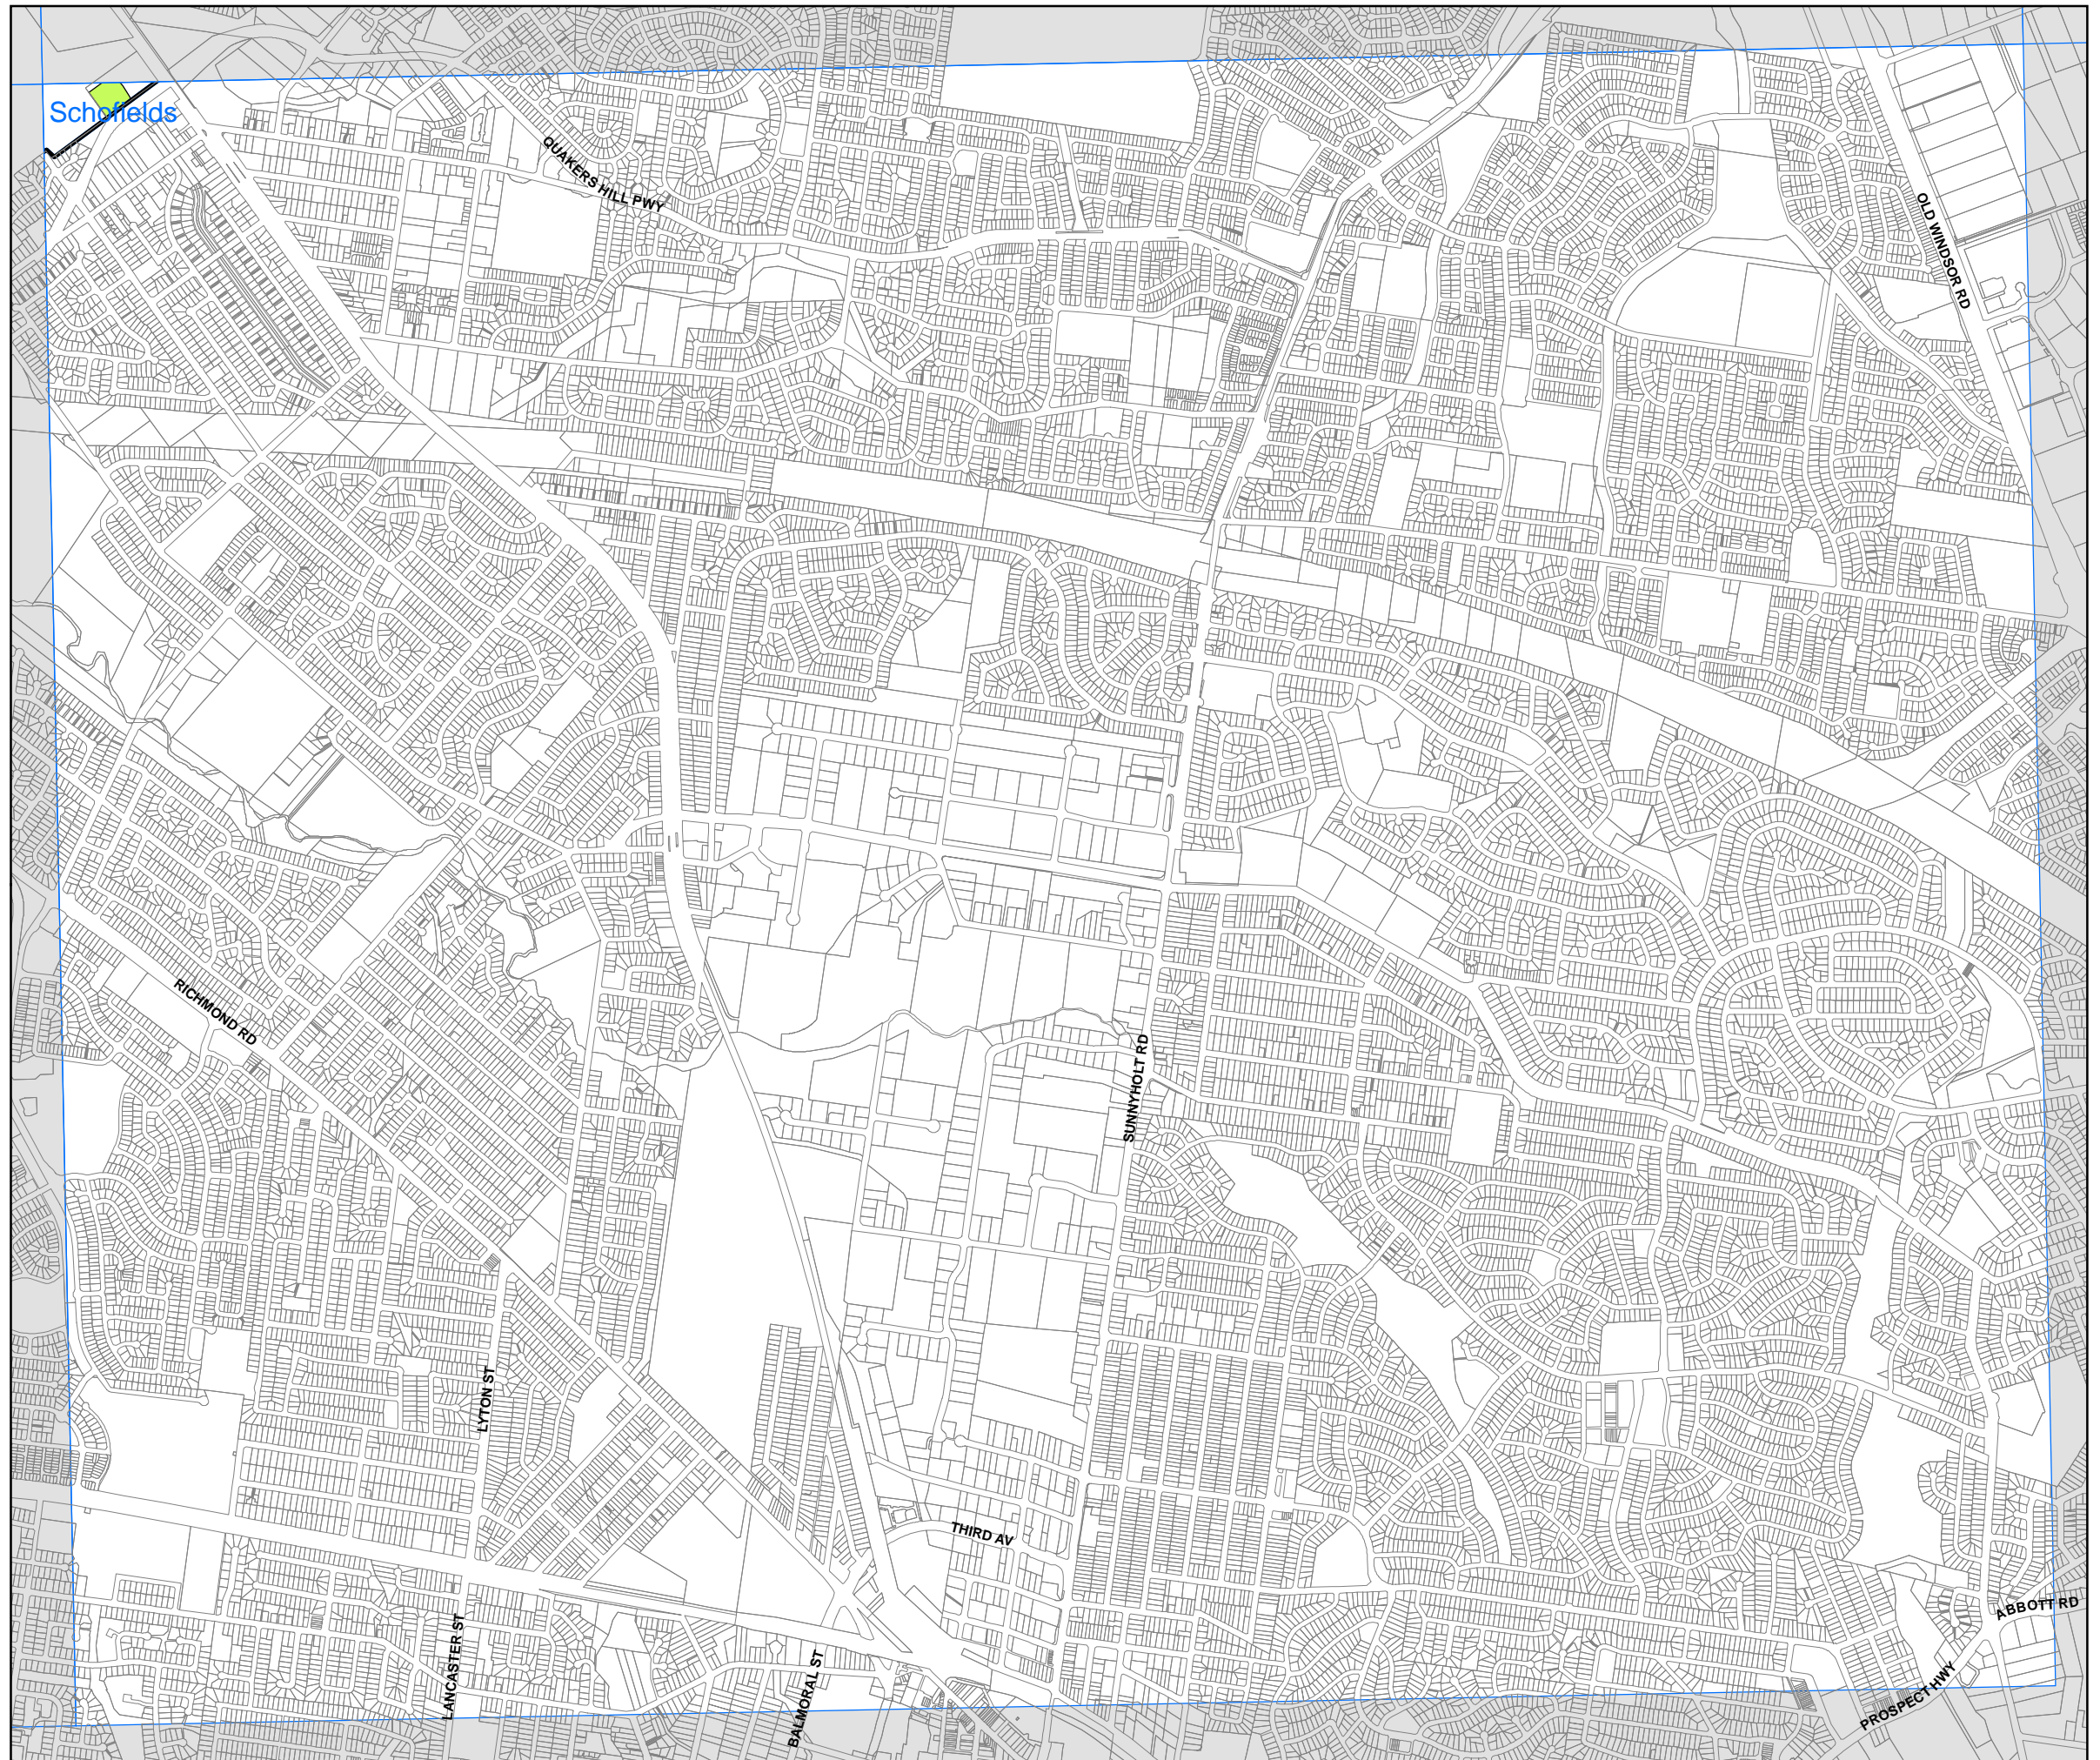 Schofields
QUAKERS HILL PWY
OLD WINDSOR RD
RICHMOND RD
SUNNYHOLT RD
LYTON ST
THIRD AV
LANCASTER ST
BALMORAL ST
ABBOTT RD
PROSPECT HWY